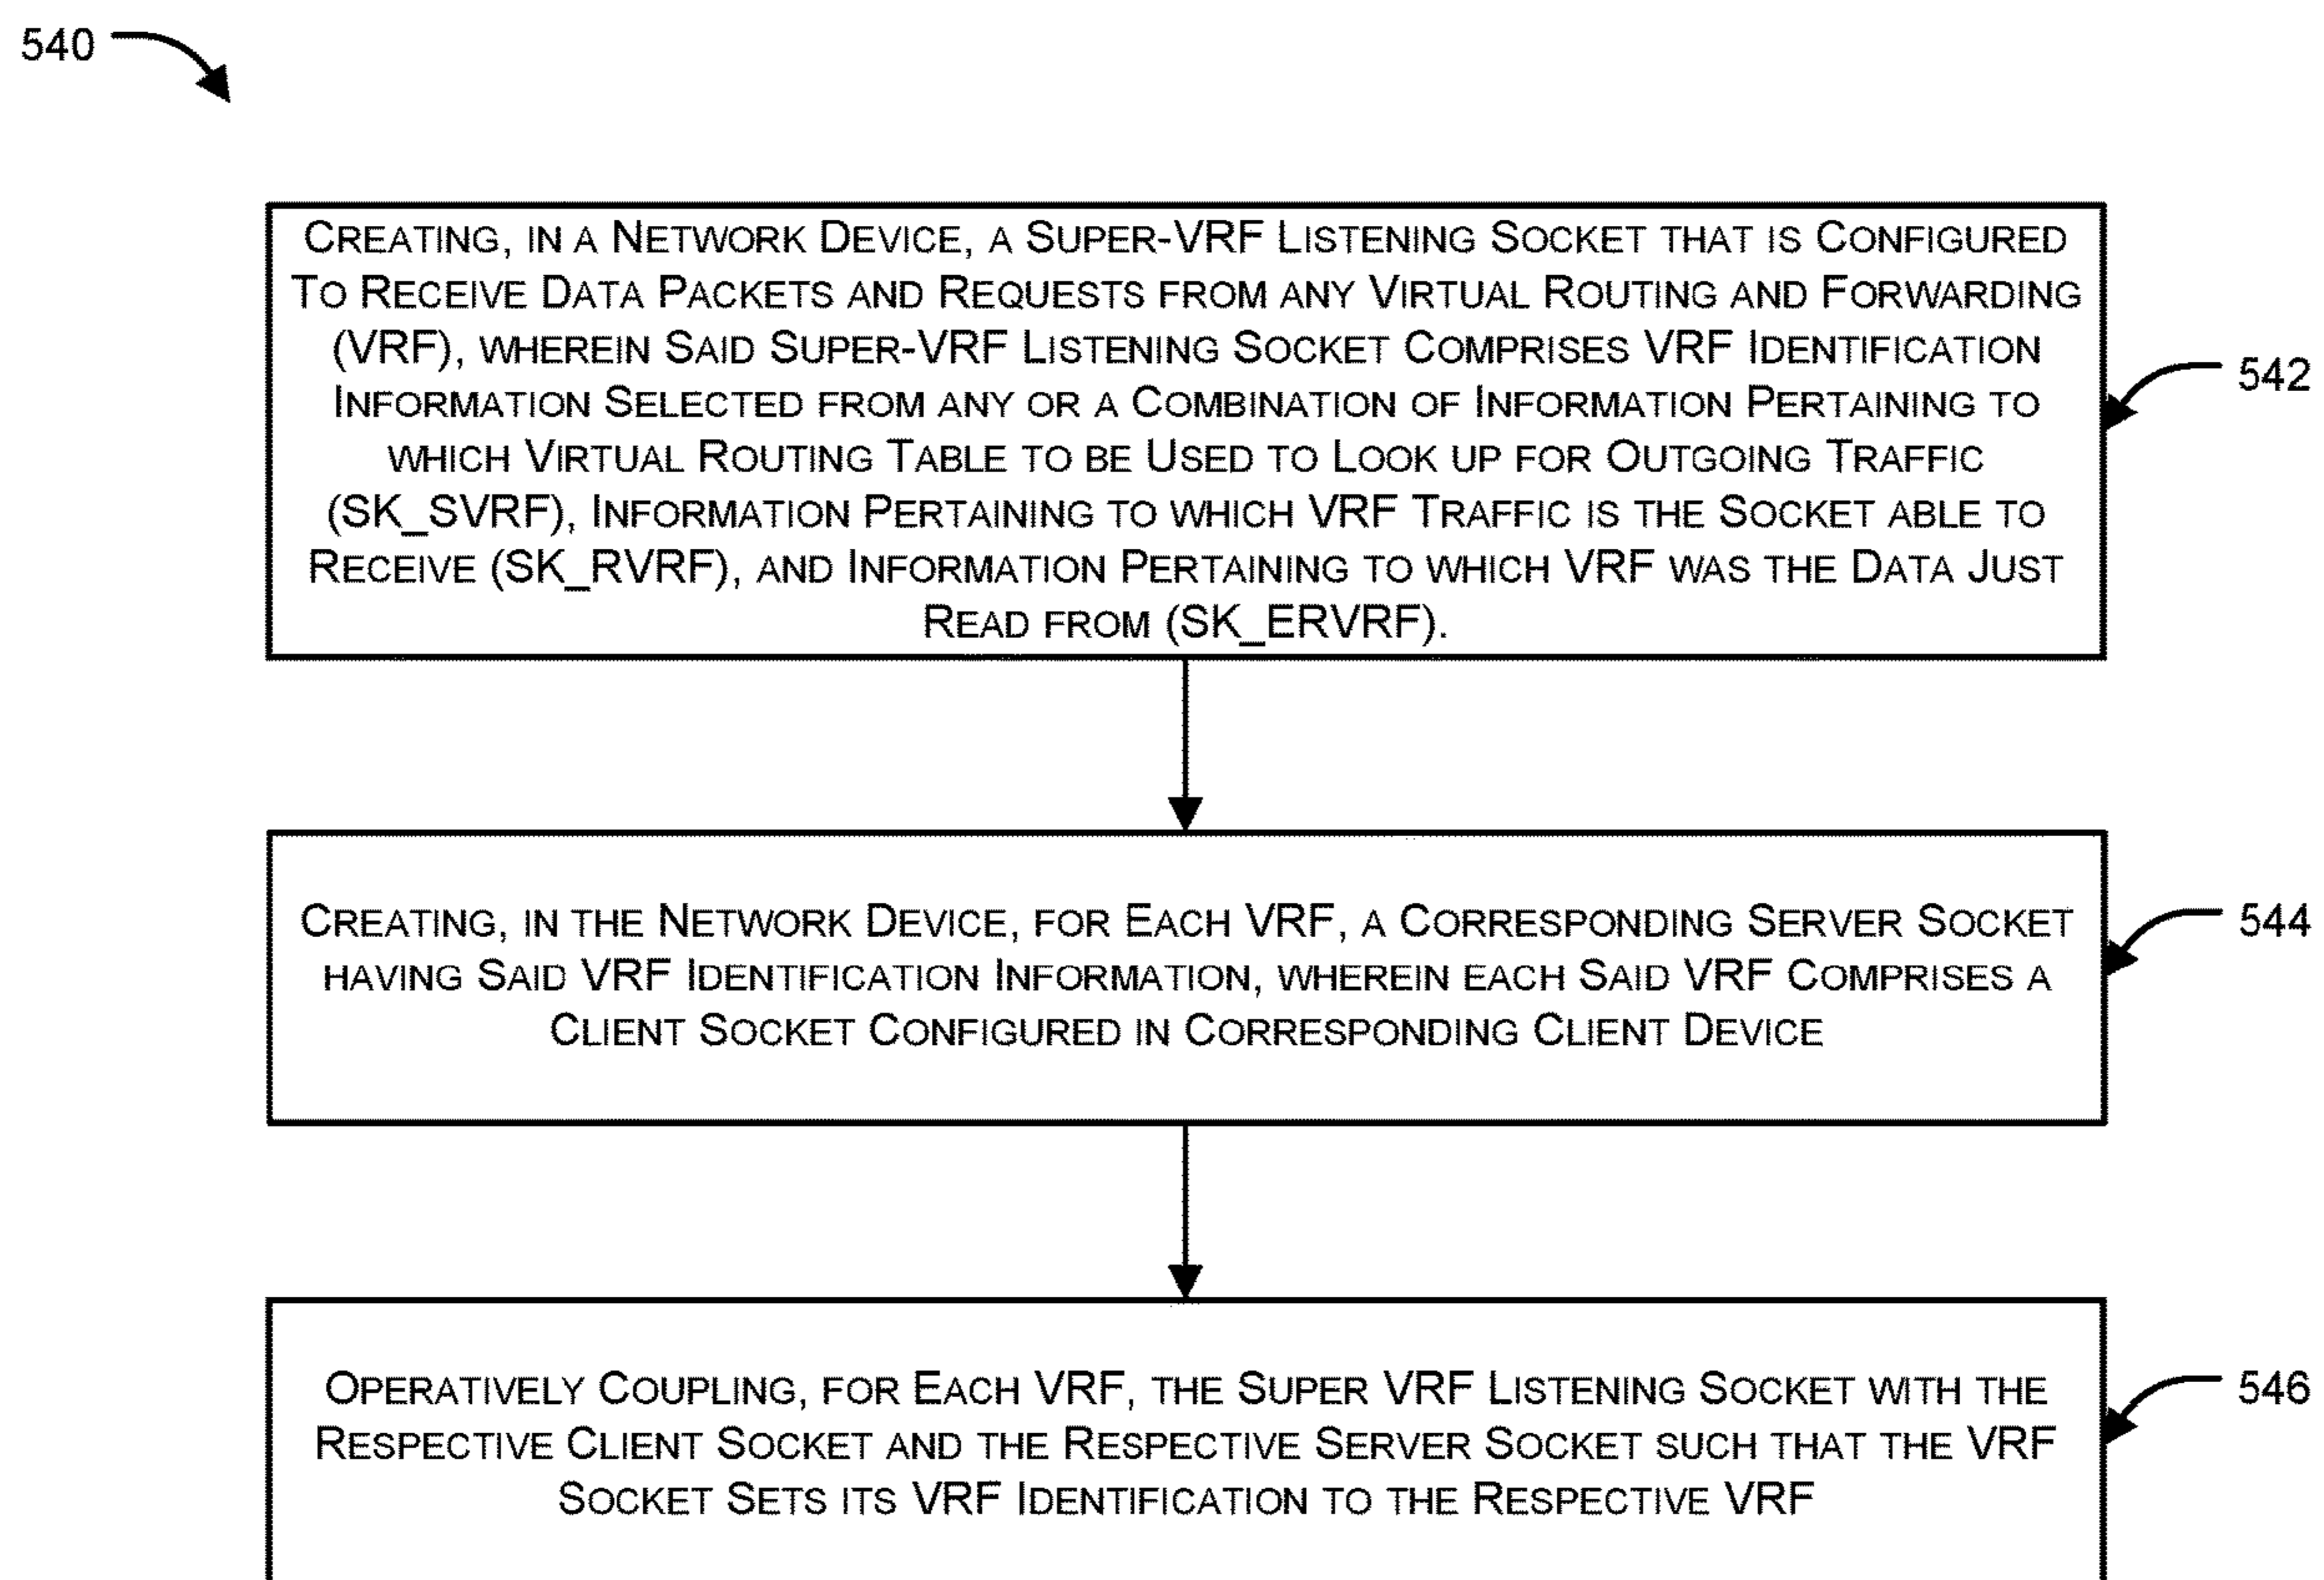 540
CREATING, IN A NETWORK DEVICE, A SUPER-VRF LISTENING SOCKET THAT IS CONFIGURED
TO RECEIVE DATA PACKETS AND REQUESTS FROM ANY VIRTUAL ROUTING AND FORWARDING
(VRF), WHEREIN SAID SUPER-VRF LISTENING SOCKET COMPRISES VRF IDENTIFICATION
INFORMATION SELECTED FROM ANY OR A COMBINATION OF INFORMATION PERTAINING TO
WHICH VIRTUAL ROUTING TABLE TO BE USED TO LOOK UP FOR OUTGOING TRAFFIC
(SK_SVRF), INFORMATION PERTAINING TO WHICH VRF TRAFFIC IS THE SOCKET ABLE TO
RECEIVE (SK_RVRF), AND INFORMATION PERTAINING TO WHICH VRF WAS THE DATA JUST
READ FROM (SK_ERVRF).
542
CREATING, IN THE NETWORK DEVICE, FOR EACH VRF, A CORRESPONDING SERVER SOCKET
HAVING SAID VRF IDENTIFICATION INFORMATION, WHEREIN EACH SAID VRF COMPRISES A
CLIENT SOCKET CONFIGURED IN CORRESPONDING CLIENT DEVICE
544
OPERATIVELY COUPLING, FOR EACH VRF, THE SUPER VRF LISTENING SOCKET WITH THE
RESPECTIVE CLIENT SOCKET AND THE RESPECTIVE SERVER SOCKET SUCH THAT THE VRF
SOCKET SETS ITS VRF IDENTIFICATION TO THE RESPECTIVE VRF
546